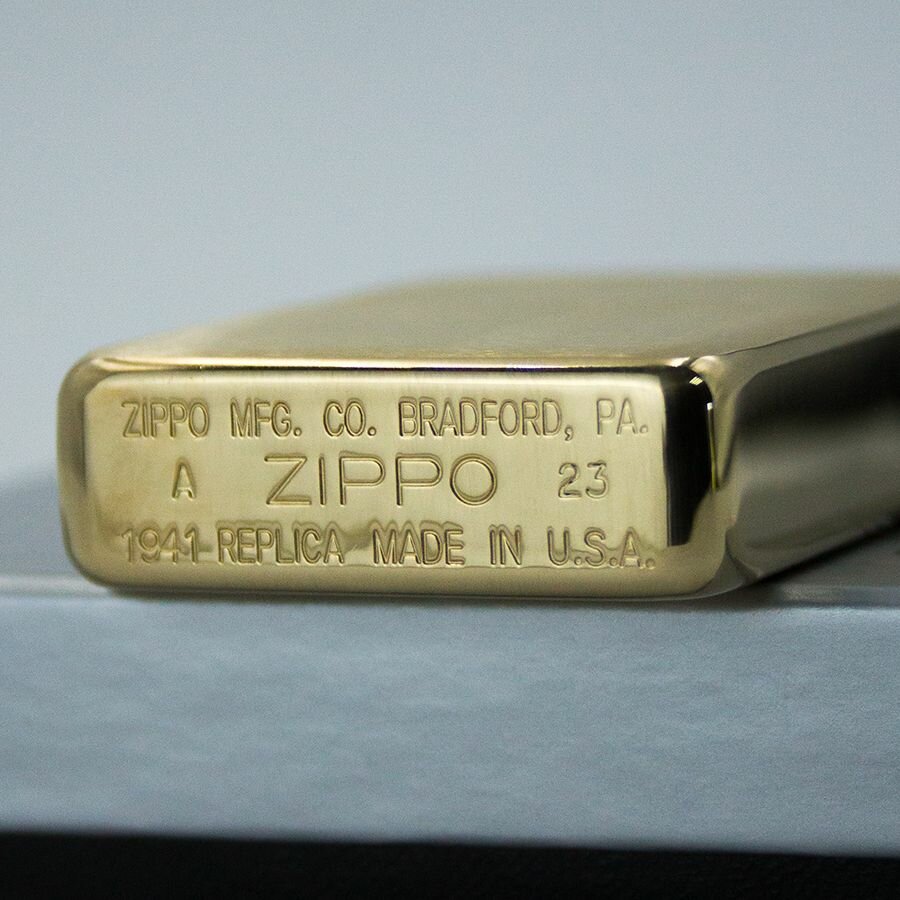 ZIPPO MFG. CO. BRADFORD, PA.
A ZIPPO 23
1941 REPLICA MADE IN U.S.A.